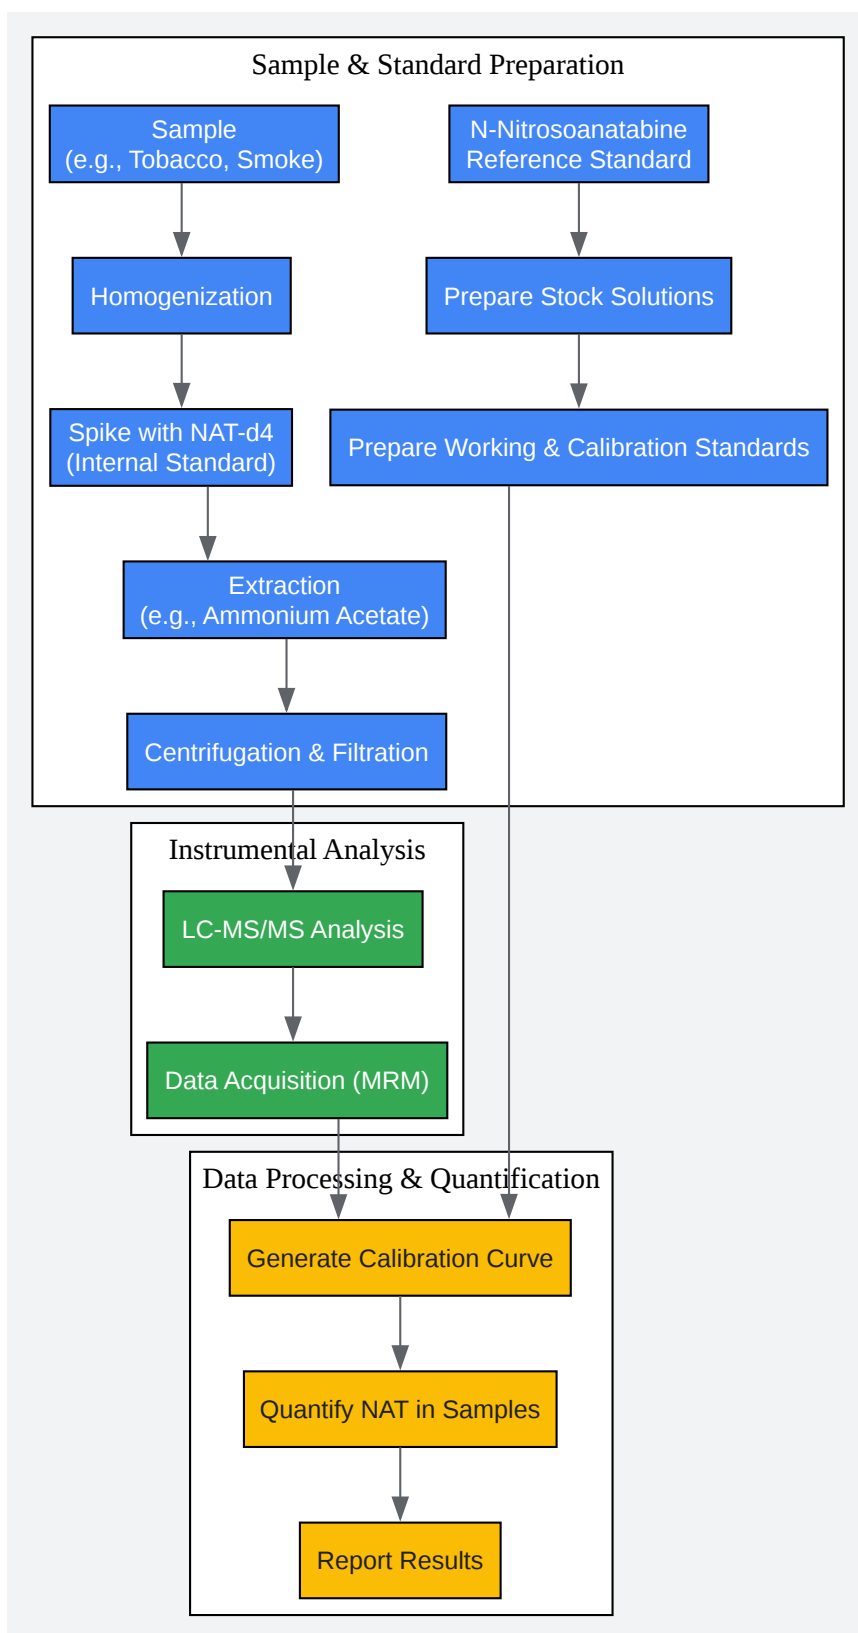 Sample & Standard Preparation
Sample
(e.g., Tobacco, Smoke)
N-Nitrosoanatabine
Reference Standard
Homogenization
Prepare Stock Solutions
Spike with NAT-d4
(Internal Standard)
Prepare Working & Calibration Standards
Extraction
(e.g., Ammonium Acetate)
Centrifugation & Filtration
Instrumental Analysis
LC-MS/MS Analysis
Data Acquisition (MRM)
Data Processing & Quantification
Generate Calibration Curve
Quantify NAT in Samples
Report Results